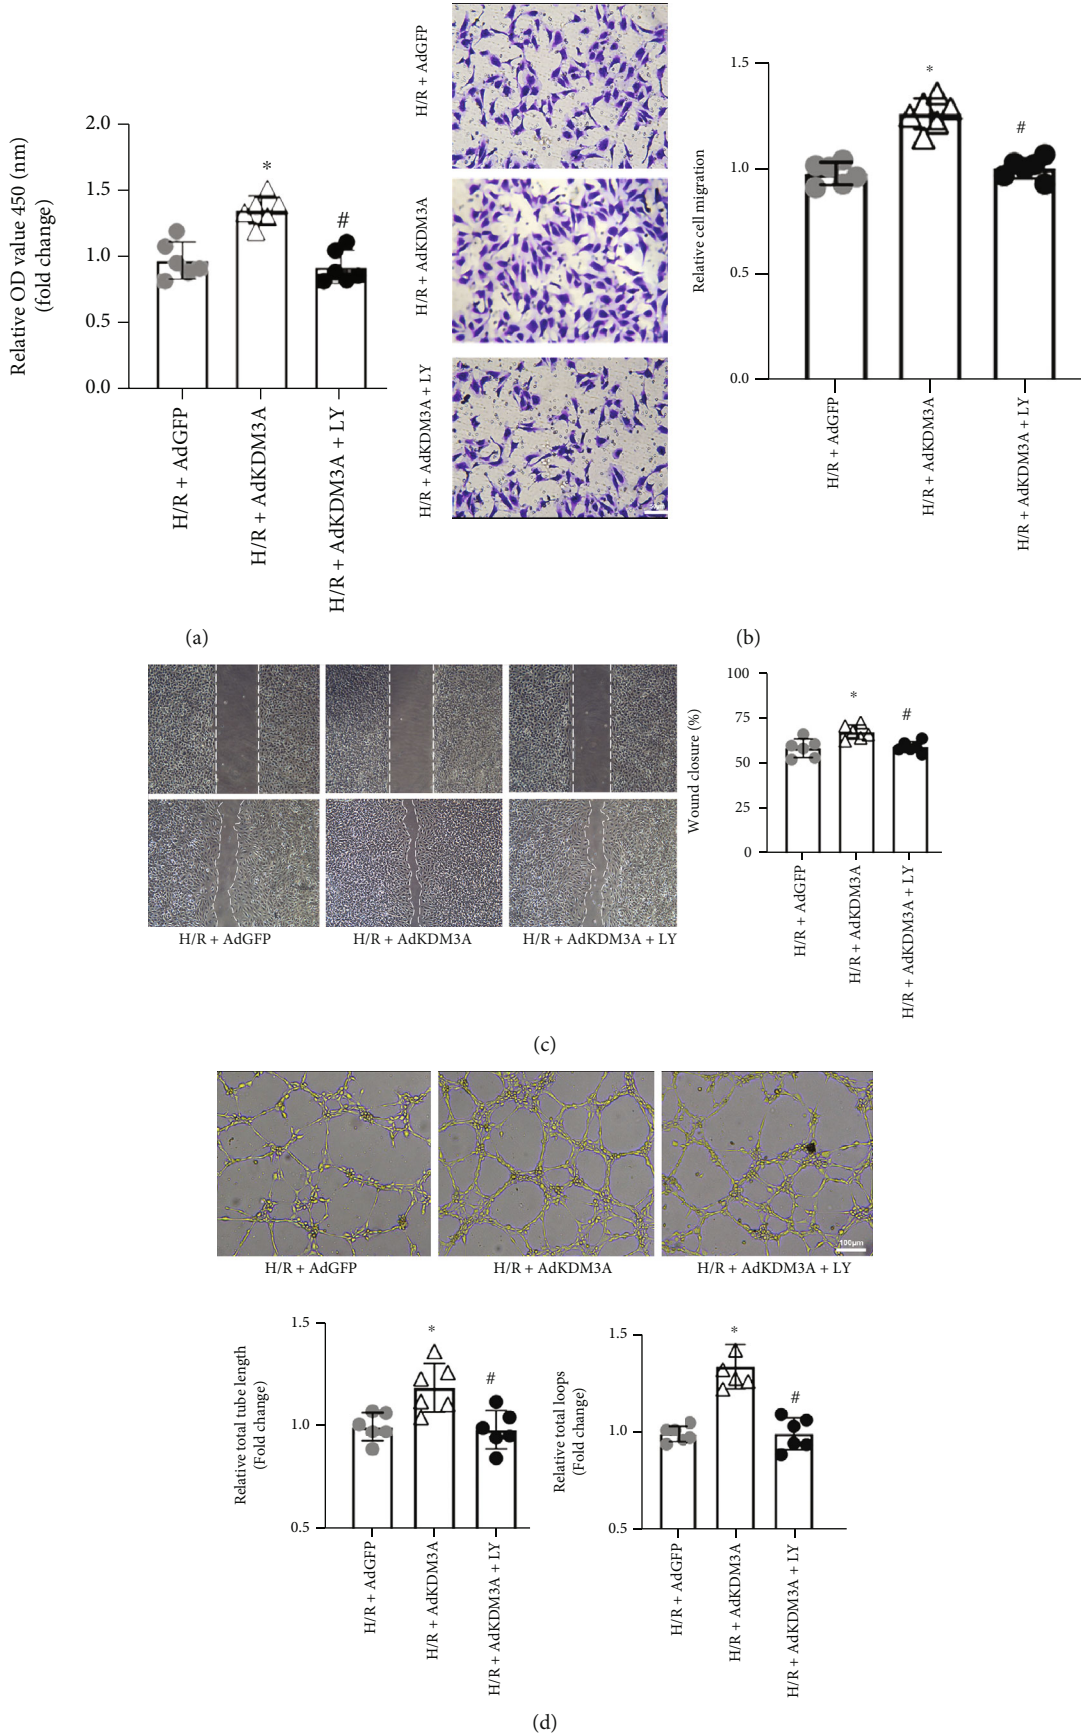 Relative OD value 450 (nm)
(fold change)
2.0
1.5
1.0
0.5
0.0
*
#
H/R + AdGFP
H/R + AdKDM3A
H/R + AdKDM3A + LY
(a)
H/R + AdGFP
H/R + AdKDM3A
H/R + AdKDM3A + LY
Relative cell migration
1.5
1.0
0.5
0.0
*
#
H/R + AdGFP
H/R + AdKDM3A
H/R + AdKDM3A + LY
(b)
H/R + AdGFP
H/R + AdKDM3A
H/R + AdKDM3A + LY
Wound closure (%)
100
75
50
25
0
*
#
H/R + AdGFP
H/R + AdKDM3A
H/R + AdKDM3A + LY
(c)
100μm
H/R + AdGFP
H/R + AdKDM3A
H/R + AdKDM3A + LY
Relative total tube length
(Fold change)
1.5
1.0
0.5
*
#
H/R + AdGFP
H/R + AdKDM3A
H/R + AdKDM3A + LY
Relative total loops
(Fold change)
1.5
1.0
0.5
*
#
H/R + AdGFP
H/R + AdKDM3A
H/R + AdKDM3A + LY
(d)